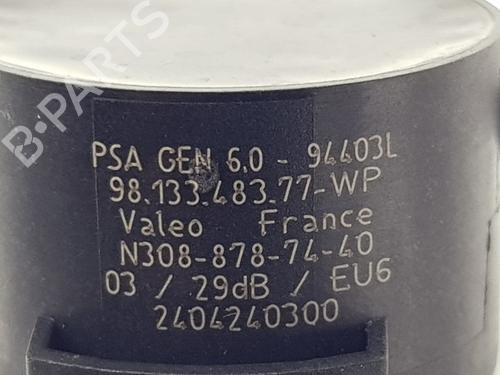 B-PARTS
PSA GEN 6.0 - 94403L
98.133.483.77-WP
Valeo France
N308-878-74-40
03 / 29dB / EU6
2404240300